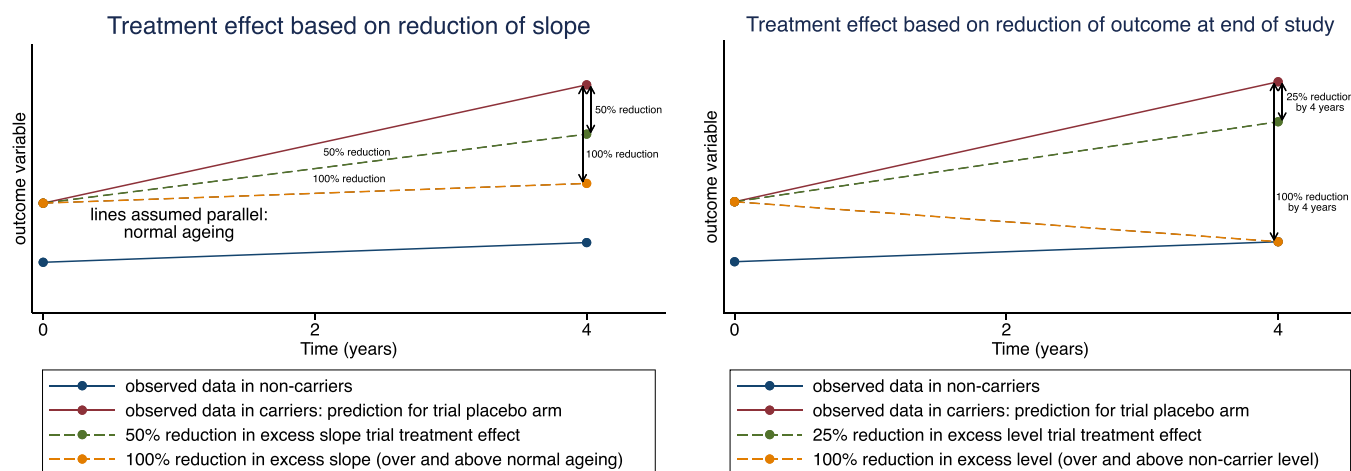 Treatment effect based on reduction of slope
outcome variable
50% reduction
50% reduction
100% reduction
100% reduction
lines assumed parallel:
normal ageing
0
2
4
Time (years)
observed data in non-carriers
observed data in carriers: prediction for trial placebo arm
50% reduction in excess slope trial treatment effect
100% reduction in excess slope (over and above normal ageing)
Treatment effect based on reduction of outcome at end of study
outcome variable
25% reduction
by 4 years
100% reduction
by 4 years
0
2
4
Time (years)
observed data in non-carriers
observed data in carriers: prediction for trial placebo arm
25% reduction in excess level trial treatment effect
100% reduction in excess level (over and above non-carrier level)